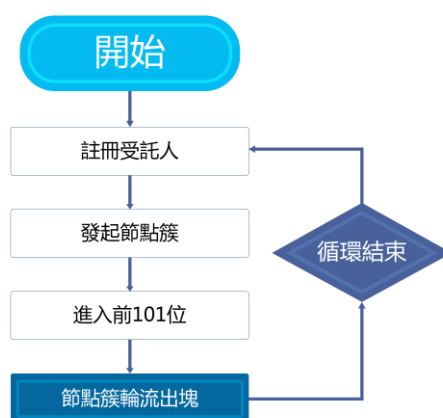 開始
註冊受託人
發起節點簇
進入前101位
節點簇輪流出塊
循環結束